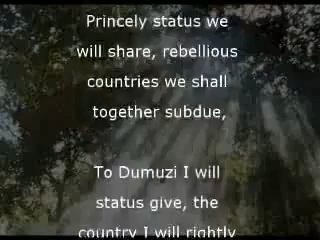 Princely status we
will share, rebellious
countries we shall
together subdue,
To Dumuzi I will
status give, the
country I will rightly